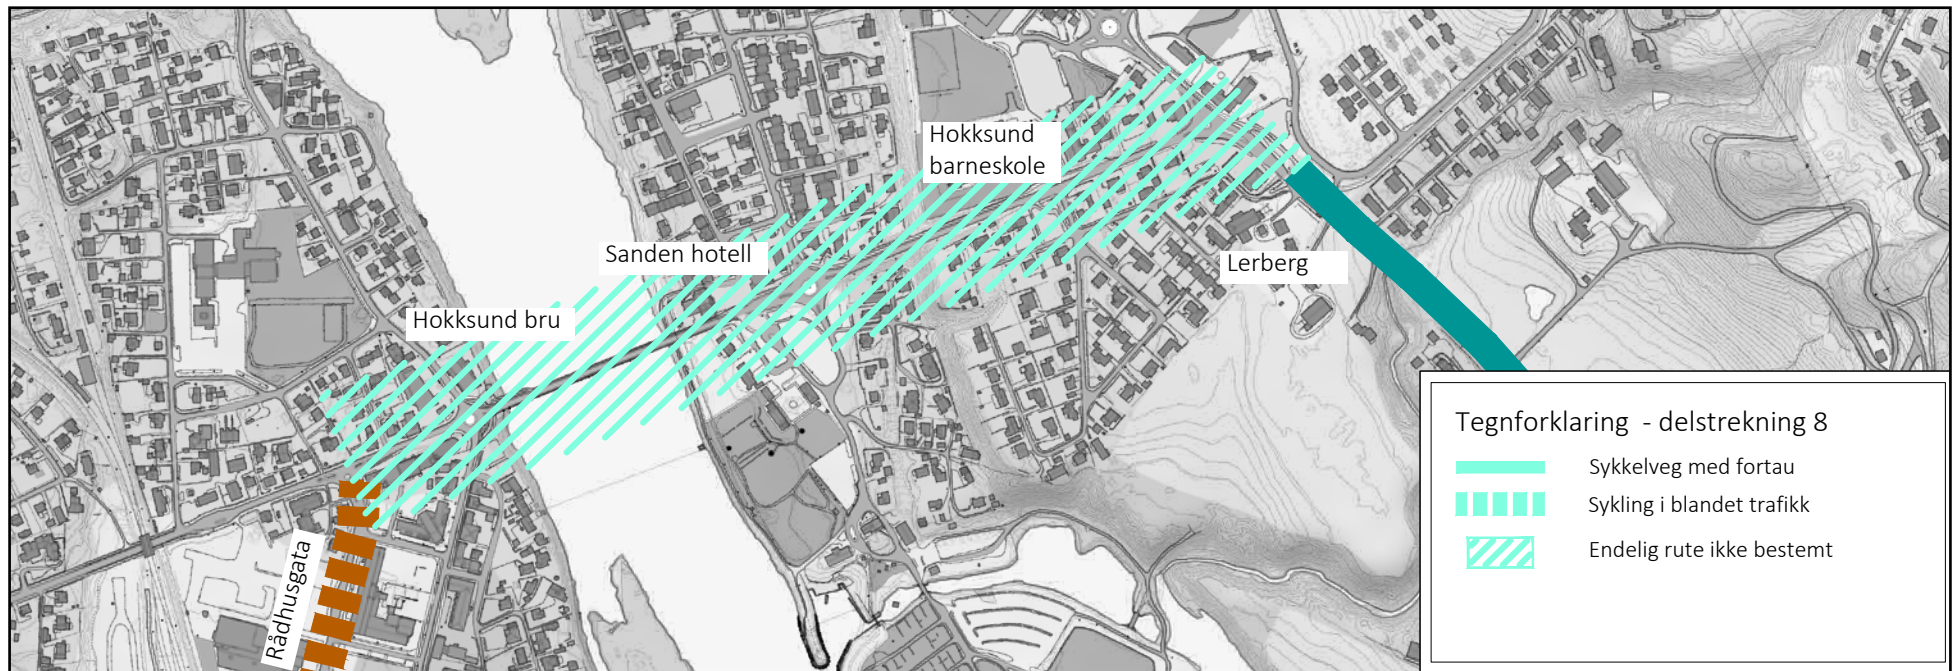 Hokksund
barneskole
Sanden hotell
Lerberg
Hokksund bru
Rådhusgata
Tegnforklaring - delstrekning 8
Sykkelveg med fortau
Sykling i blandet trafikk
Endelig rute ikke bestemt